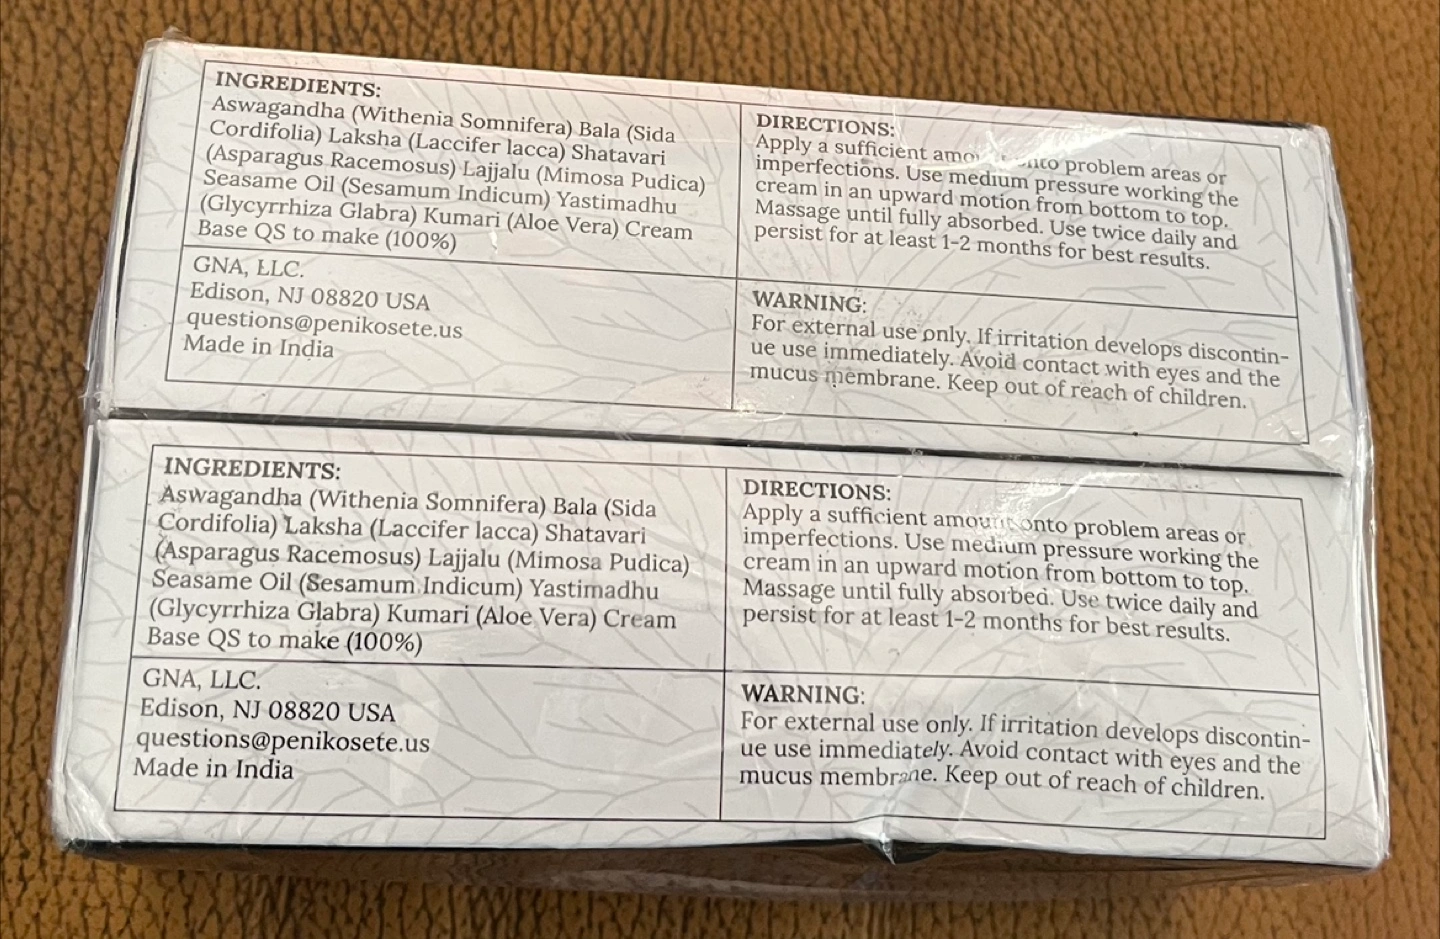 INGREDIENTS:
Aswagandha (Withenia Somnifera) Bala (Sida
Cordifolia) Laksha (Laccifer lacca) Shatavari
(Asparagus Racemosus) Lajjalu (Mimosa Pudica)
Seasame Oil (Sesamum Indicum) Yastimadhu
(Glycyrrhiza Glabra) Kumari (Aloe Vera) Cream
Base QS to make (100%)
GNA, LLC.
Edison, NJ 08820 USA
questions@penikosete.us
Made in India
DIRECTIONS:
Apply a sufficient onto problem areas or
imperfections. Use medium pressure working the
cream in an upward motion from bottom to top.
Massage until fully absorbed. Use twice daily and
persist for at least 1-2 months for best results.
WARNING:
For external use only. If irritation develops discontin-
ue use immediately. Avoid contact with eyes and the
mucus membrane. Keep out of reach of children.
INGREDIENTS:
Aswagandha (Withenia Somnifera) Bala (Sida
Cordifolia) Laksha (Laccifer lacca) Shatavari
(Asparagus Racemosus) Lajjalu (Mimosa Pudica)
Seasame Oil (Sesamum Indicum) Yastimadhu
(Glycyrrhiza Glabra) Kumari (Aloe Vera) Cream
Base QS to make (100%)
GNA, LLC.
Edison, NJ 08820 USA
questions@penikosete.us
Made in India
DIRECTIONS:
Apply a sufficient amount onto problem areas or
imperfections. Use medium pressure working the
cream in an upward motion from bottom to top.
Massage until fully absorbed. Use twice daily and
persist for at least 1-2 months for best results.
WARNING:
For external use only. If irritation develops discontin-
ue use immediately. Avoid contact with eyes and the
mucus membrane. Keep out of reach of children.